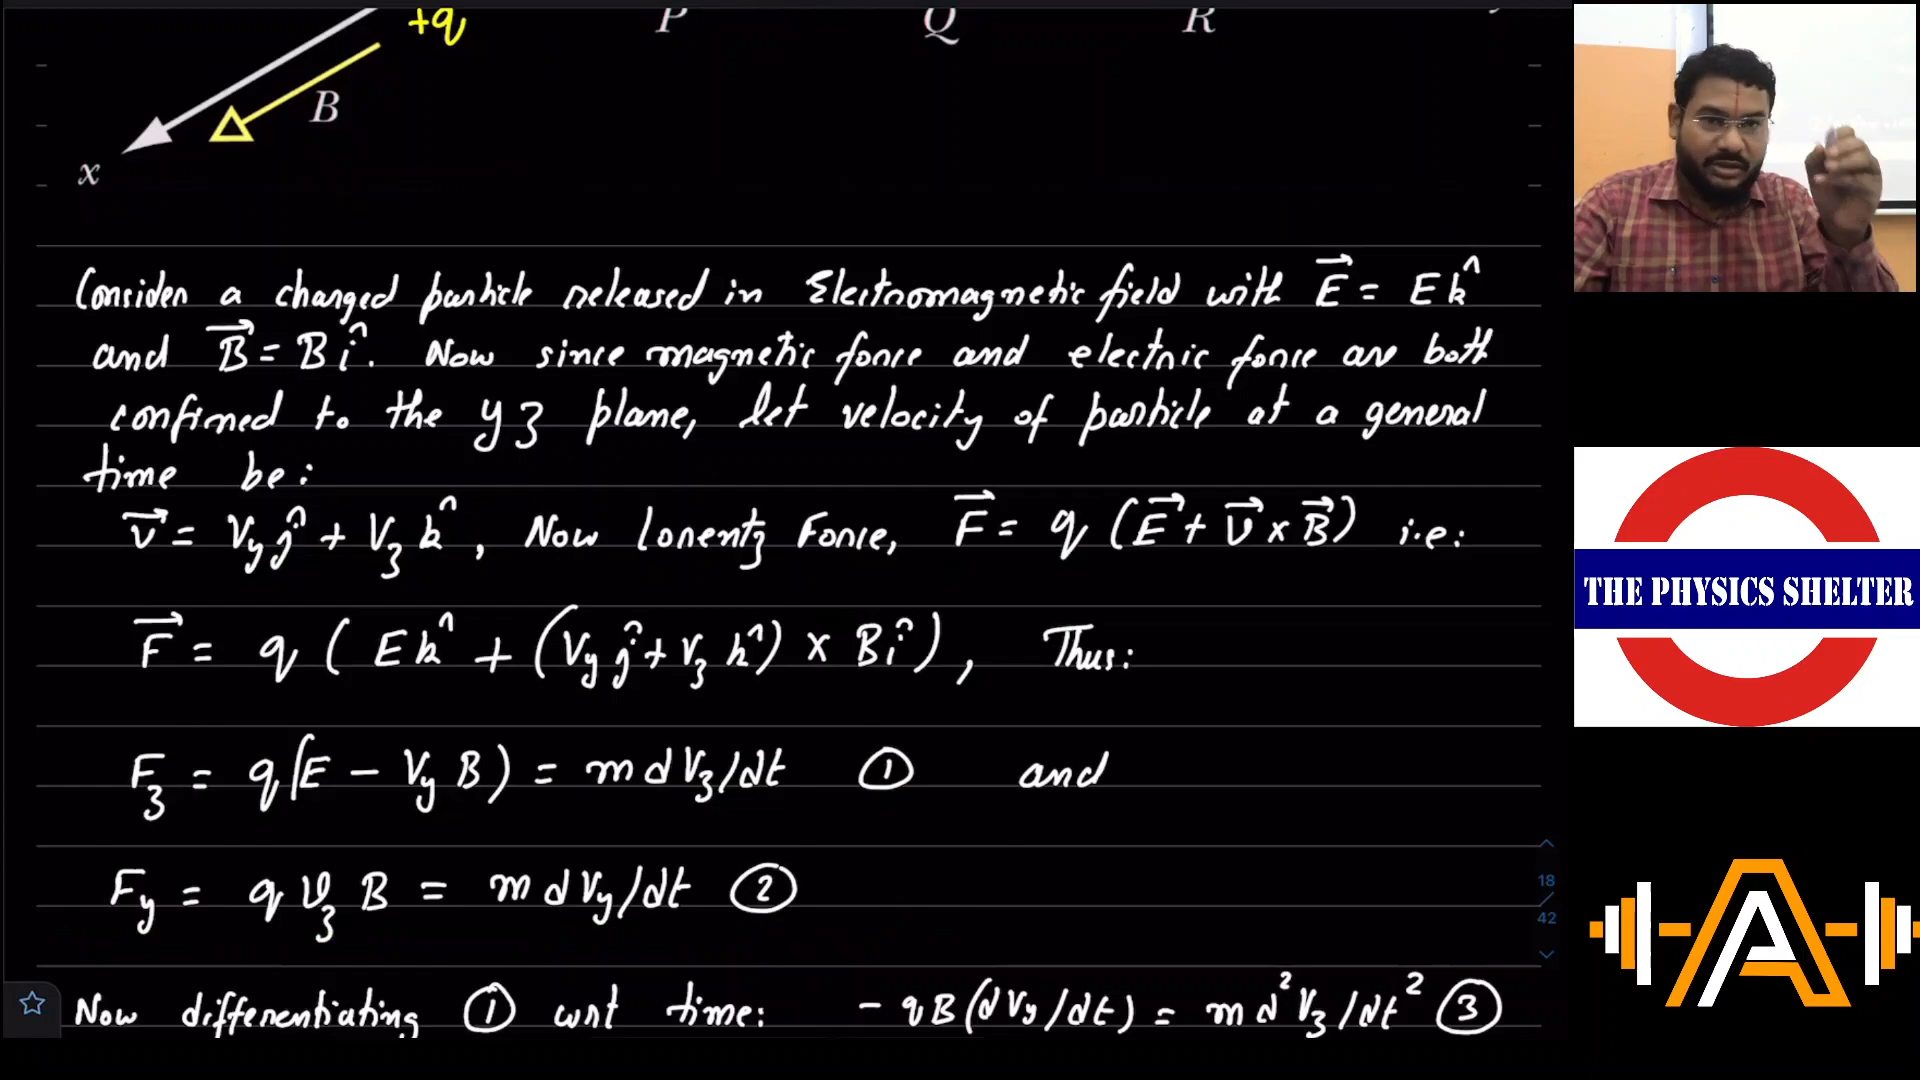 +q P Q R
B
x
Consider a charged particle released in Electromagnetic field with E⃗ = E k̂
and B⃗ = B î. Now since magnetic force and electric force are both
confined to the yz plane, let velocity of particle at a general
time be:
v⃗ = Vy ĵ + Vz k̂, Now Lorentz Force, F⃗ = q (E⃗ + V⃗ × B⃗) i.e:
F⃗ = q ( E k̂ + (Vy ĵ + Vz k̂) × B î ), Thus:
Fz = q(E − Vy B) = m dVz/dt ① and
Fy = q Vz B = m dVy/dt ②
Now differentiating ① wrt time: − qB (dVy/dt) = m d²Vz/dt² ③
18
42
THE PHYSICS SHELTER
A